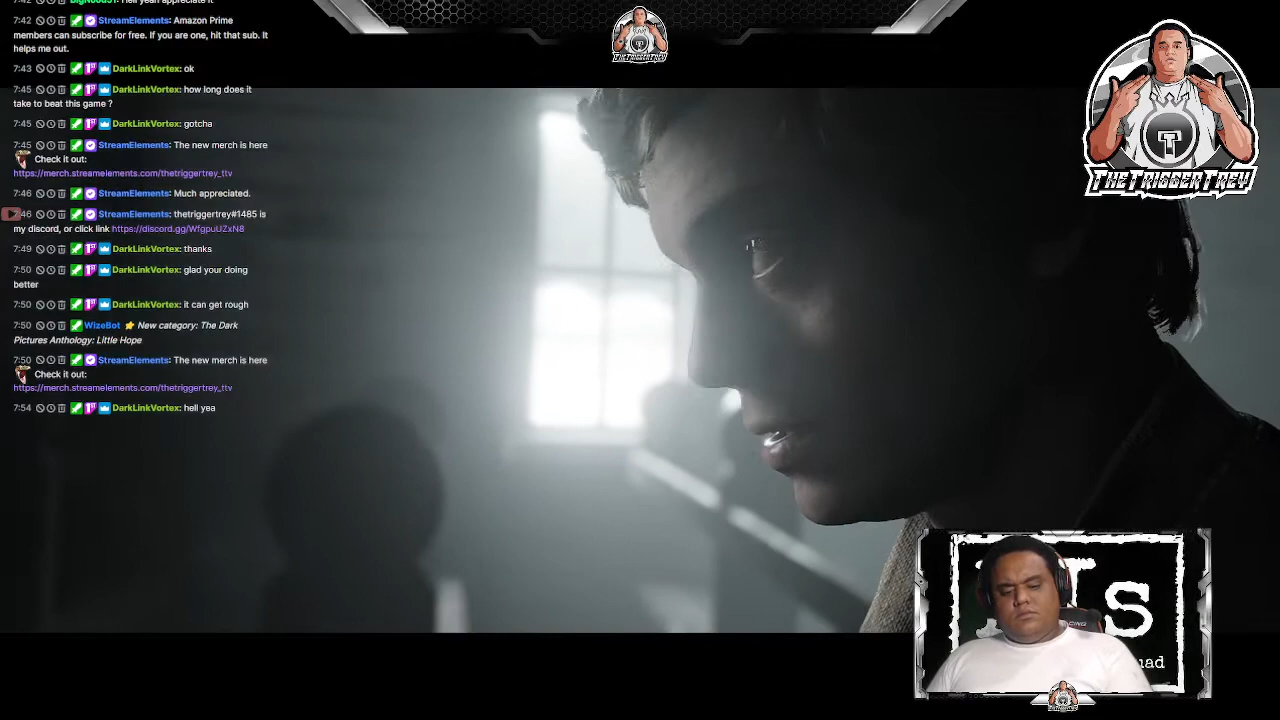 StreamElements: Amazon Prime
members can subscribe for free. If you are one, hit that sub. It
helps me out.
7:43 DarkLinkVortex: ok
7:45 DarkLinkVortex: how long does it
take to beat this game ?
7:45 DarkLinkVortex: gotcha
7:45 StreamElements: The new merch is here
Check it out:
https://merch.streamelements.com/thetriggertrey_ttv
7:46 StreamElements: Much appreciated.
46 StreamElements: thetriggertrey#1485 is
my discord, or click link https://discord.gg/WfgpuUZxN8
7:49 DarkLinkVortex: thanks
7:50 DarkLinkVortex: glad your doing
better
7:50 DarkLinkVortex: it can get rough
7:50 WizeBot New category: The Dark
Pictures Anthology: Little Hope
7:50 StreamElements: The new merch is here
Check it out:
https://merch.streamelements.com/thetriggertrey_ttv
7:54 DarkLinkVortex: hell yea
THETRIGGERTREY
T
THETRIGGERTREY
s
uad